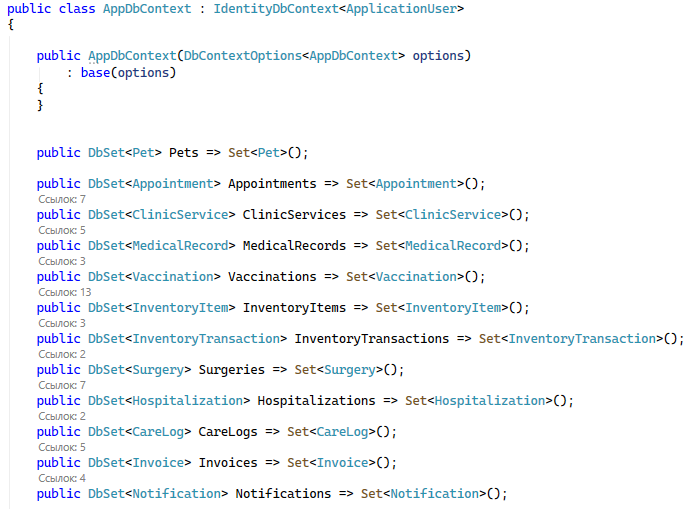 public class AppDbContext : IdentityDbContext<ApplicationUser>
{
public AppDbContext(DbContextOptions<AppDbContext> options)
: base(options)
{
}
public DbSet<Pet> Pets => Set<Pet>();
public DbSet<Appointment> Appointments => Set<Appointment>();
Ссылок: 7
public DbSet<ClinicService> ClinicServices => Set<ClinicService>();
Ссылок: 5
public DbSet<MedicalRecord> MedicalRecords => Set<MedicalRecord>();
Ссылок: 3
public DbSet<Vaccination> Vaccinations => Set<Vaccination>();
Ссылок: 13
public DbSet<InventoryItem> InventoryItems => Set<InventoryItem>();
Ссылок: 3
public DbSet<InventoryTransaction> InventoryTransactions => Set<InventoryTransaction>();
Ссылок: 2
public DbSet<Surgery> Surgeries => Set<Surgery>();
Ссылок: 7
public DbSet<Hospitalization> Hospitalizations => Set<Hospitalization>();
Ссылок: 2
public DbSet<CareLog> CareLogs => Set<CareLog>();
Ссылок: 5
public DbSet<Invoice> Invoices => Set<Invoice>();
Ссылок: 4
public DbSet<Notification> Notifications => Set<Notification>();